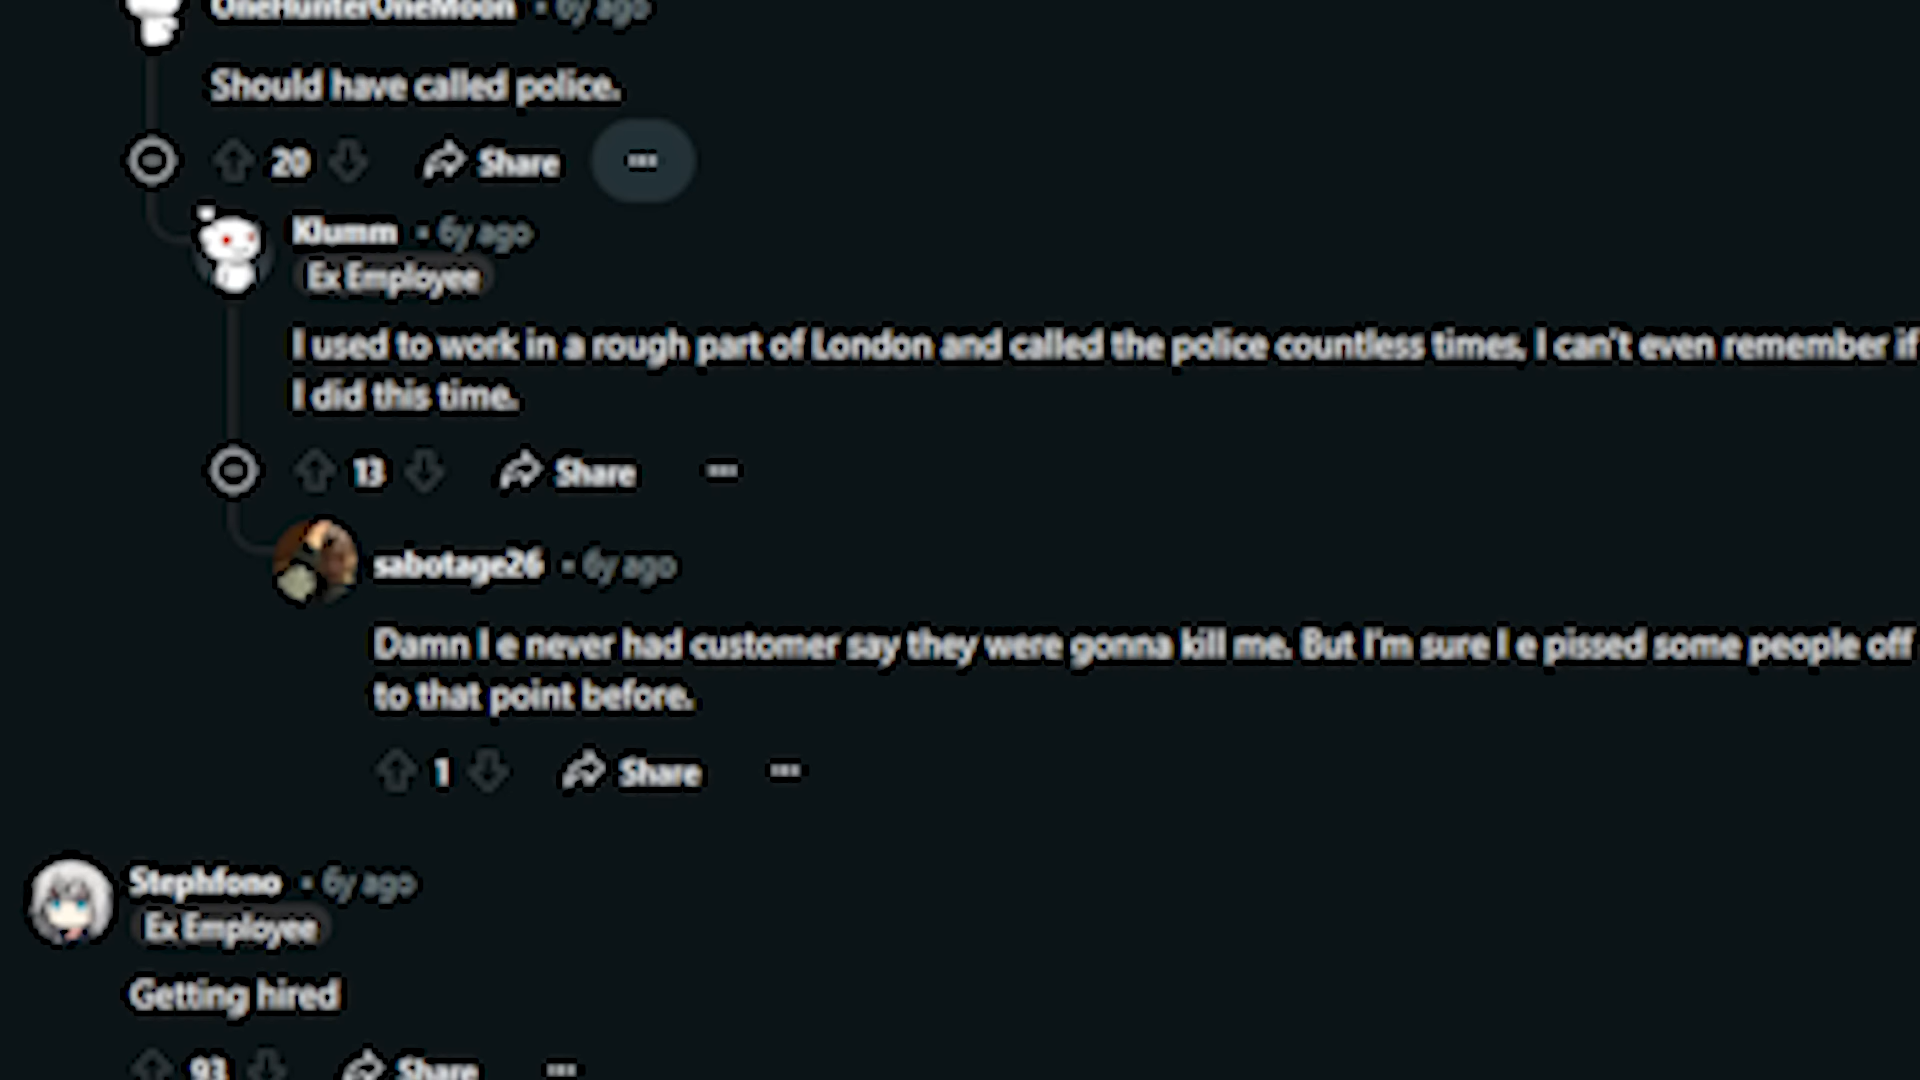 OneHunterOneMoon • 6y ago
Should have called police.
20 Share ...
Klumm • 6y ago
Ex Employee
I used to work in a rough part of London and called the police countless times, I can't even remember if
I did this time.
13 Share ...
sabotage26 • 6y ago
Damn I e never had customer say they were gonna kill me. But I'm sure I e pissed some people off
to that point before.
1 Share ...
Stephfono • 6y ago
Ex Employee
Getting hired
93 Share ...